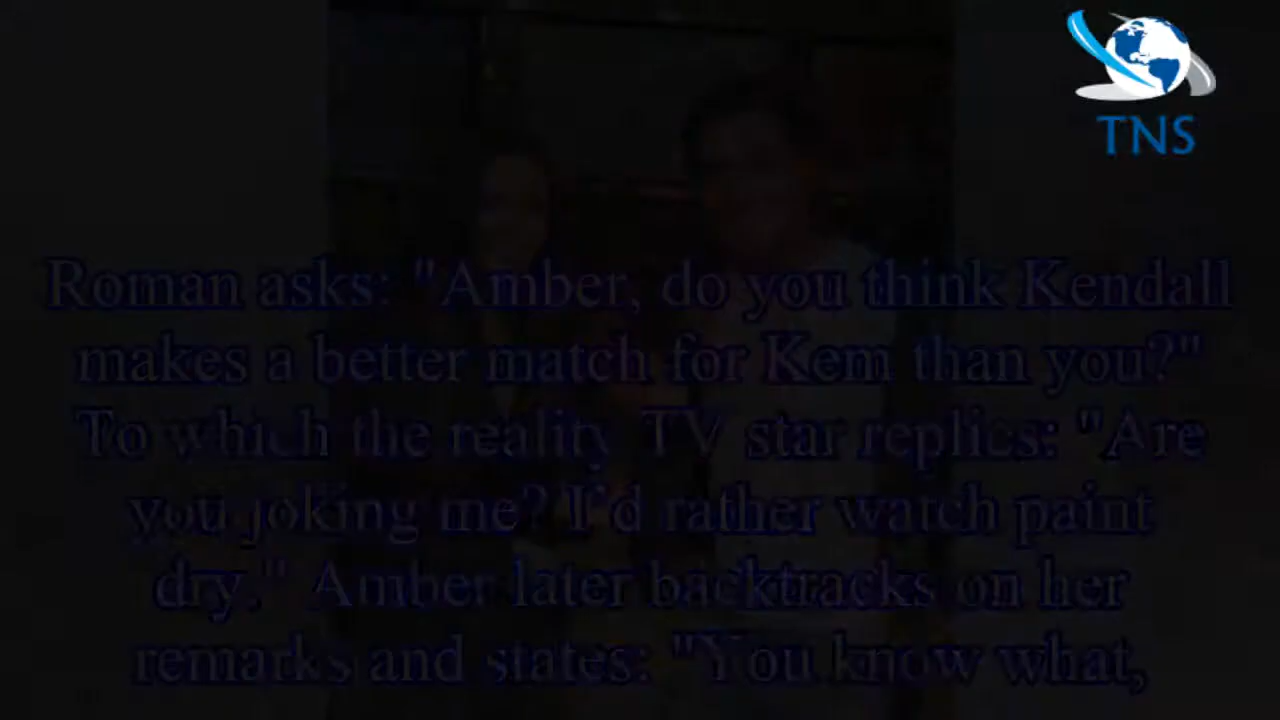 TNS
Roman asks: "Amber, do you think Kendall
makes a better match for Kem than you?"
To which the reality TV star replies: "Are
you joking me? I'd rather watch paint
dry." Amber later backtracks on her
remarks and states: "You know what,